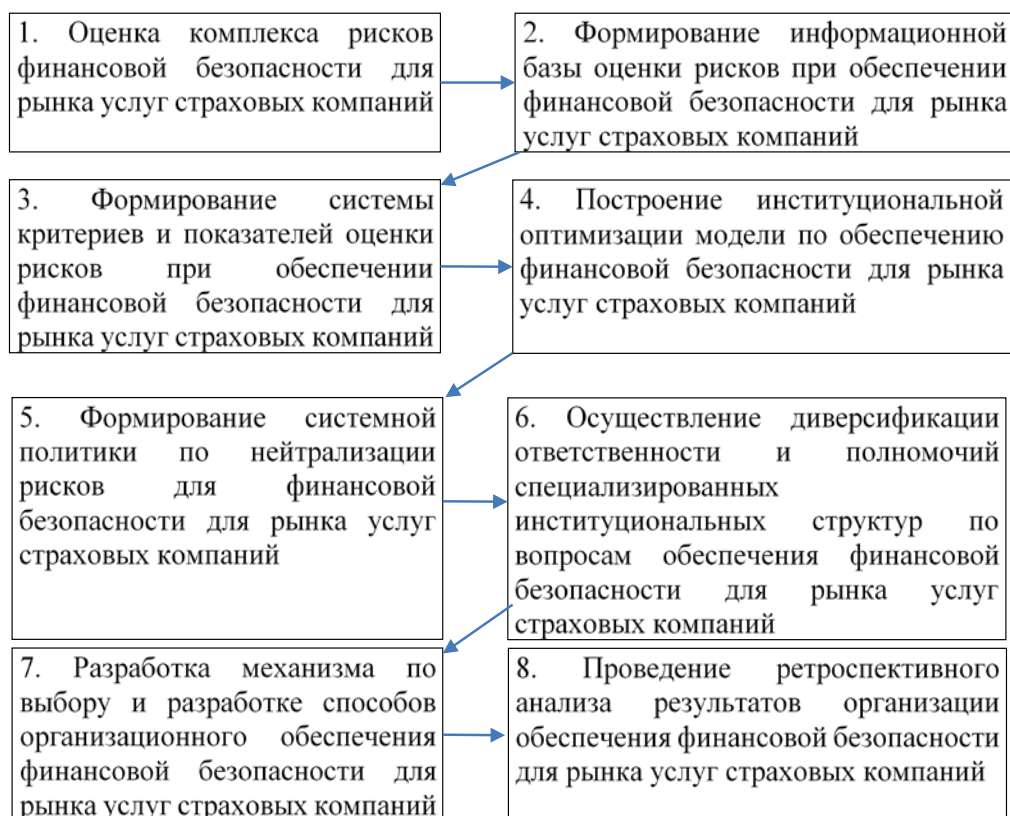 1. Оценка комплекса рисков
финансовой безопасности для
рынка услуг страховых компаний
2. Формирование информационной
базы оценки рисков при обеспечении
финансовой безопасности для рынка
услуг страховых компаний
3. Формирование системы
критериев и показателей оценки
рисков при обеспечении
финансовой безопасности для
рынка услуг страховых компаний
4. Построение институциональной
оптимизации модели по обеспечению
финансовой безопасности для рынка
услуг страховых компаний
5. Формирование системной
политики по нейтрализации
рисков для финансовой
безопасности для рынка услуг
страховых компаний
6. Осуществление диверсификации
ответственности и полномочий
специализированных
институциональных структур по
вопросам обеспечения финансовой
безопасности для рынка услуг
страховых компаний
7. Разработка механизма по
выбору и разработке способов
организационного обеспечения
финансовой безопасности для
рынка услуг страховых компаний
8. Проведение ретроспективного
анализа результатов организации
обеспечения финансовой безопасности
для рынка услуг страховых компаний